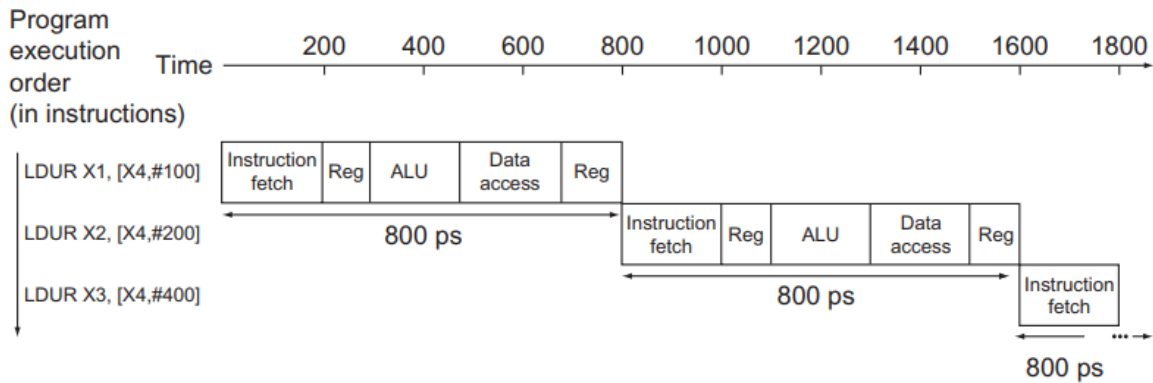 Program
execution
order
(in instructions)
Time
200 400 600 800 1000 1200 1400 1600 1800
LDUR X1, [X4,#100]
Instruction
fetch
Reg
ALU
Data
access
Reg
800 ps
LDUR X2, [X4,#200]
Instruction
fetch
Reg
ALU
Data
access
Reg
800 ps
LDUR X3, [X4,#400]
Instruction
fetch
...
800 ps